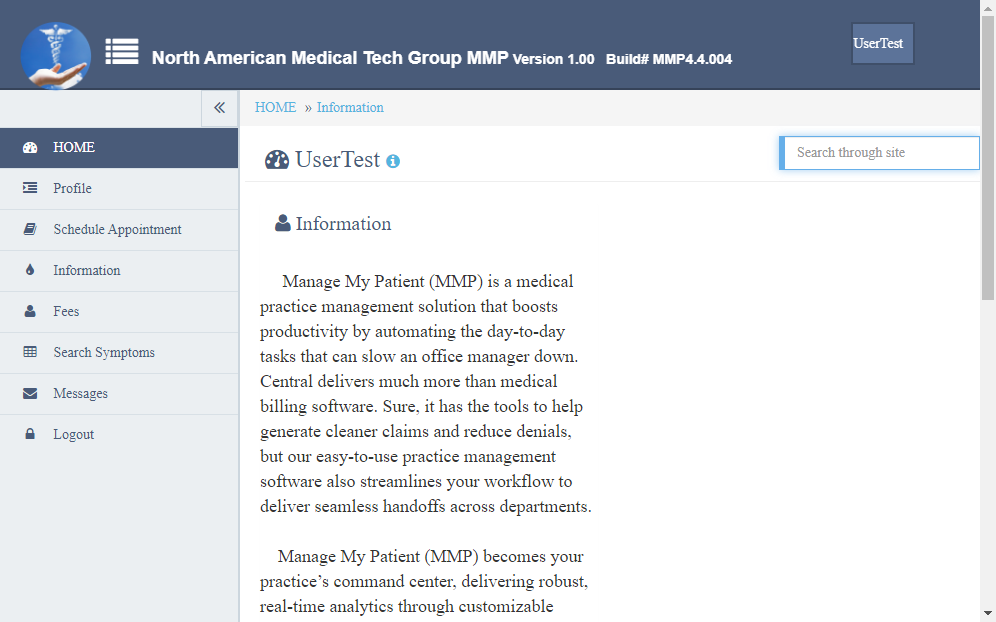 North American Medical Tech Group MMP Version 1.00 Build# MMP4.4.004
UserTest
HOME » Information
HOME
Profile
Schedule Appointment
Information
Fees
Search Symptoms
Messages
Logout
UserTest
Search through site
Information
Manage My Patient (MMP) is a medical
practice management solution that boosts
productivity by automating the day-to-day
tasks that can slow an office manager down.
Central delivers much more than medical
billing software. Sure, it has the tools to help
generate cleaner claims and reduce denials,
but our easy-to-use practice management
software also streamlines your workflow to
deliver seamless handoffs across departments.
Manage My Patient (MMP) becomes your
practice’s command center, delivering robust,
real-time analytics through customizable